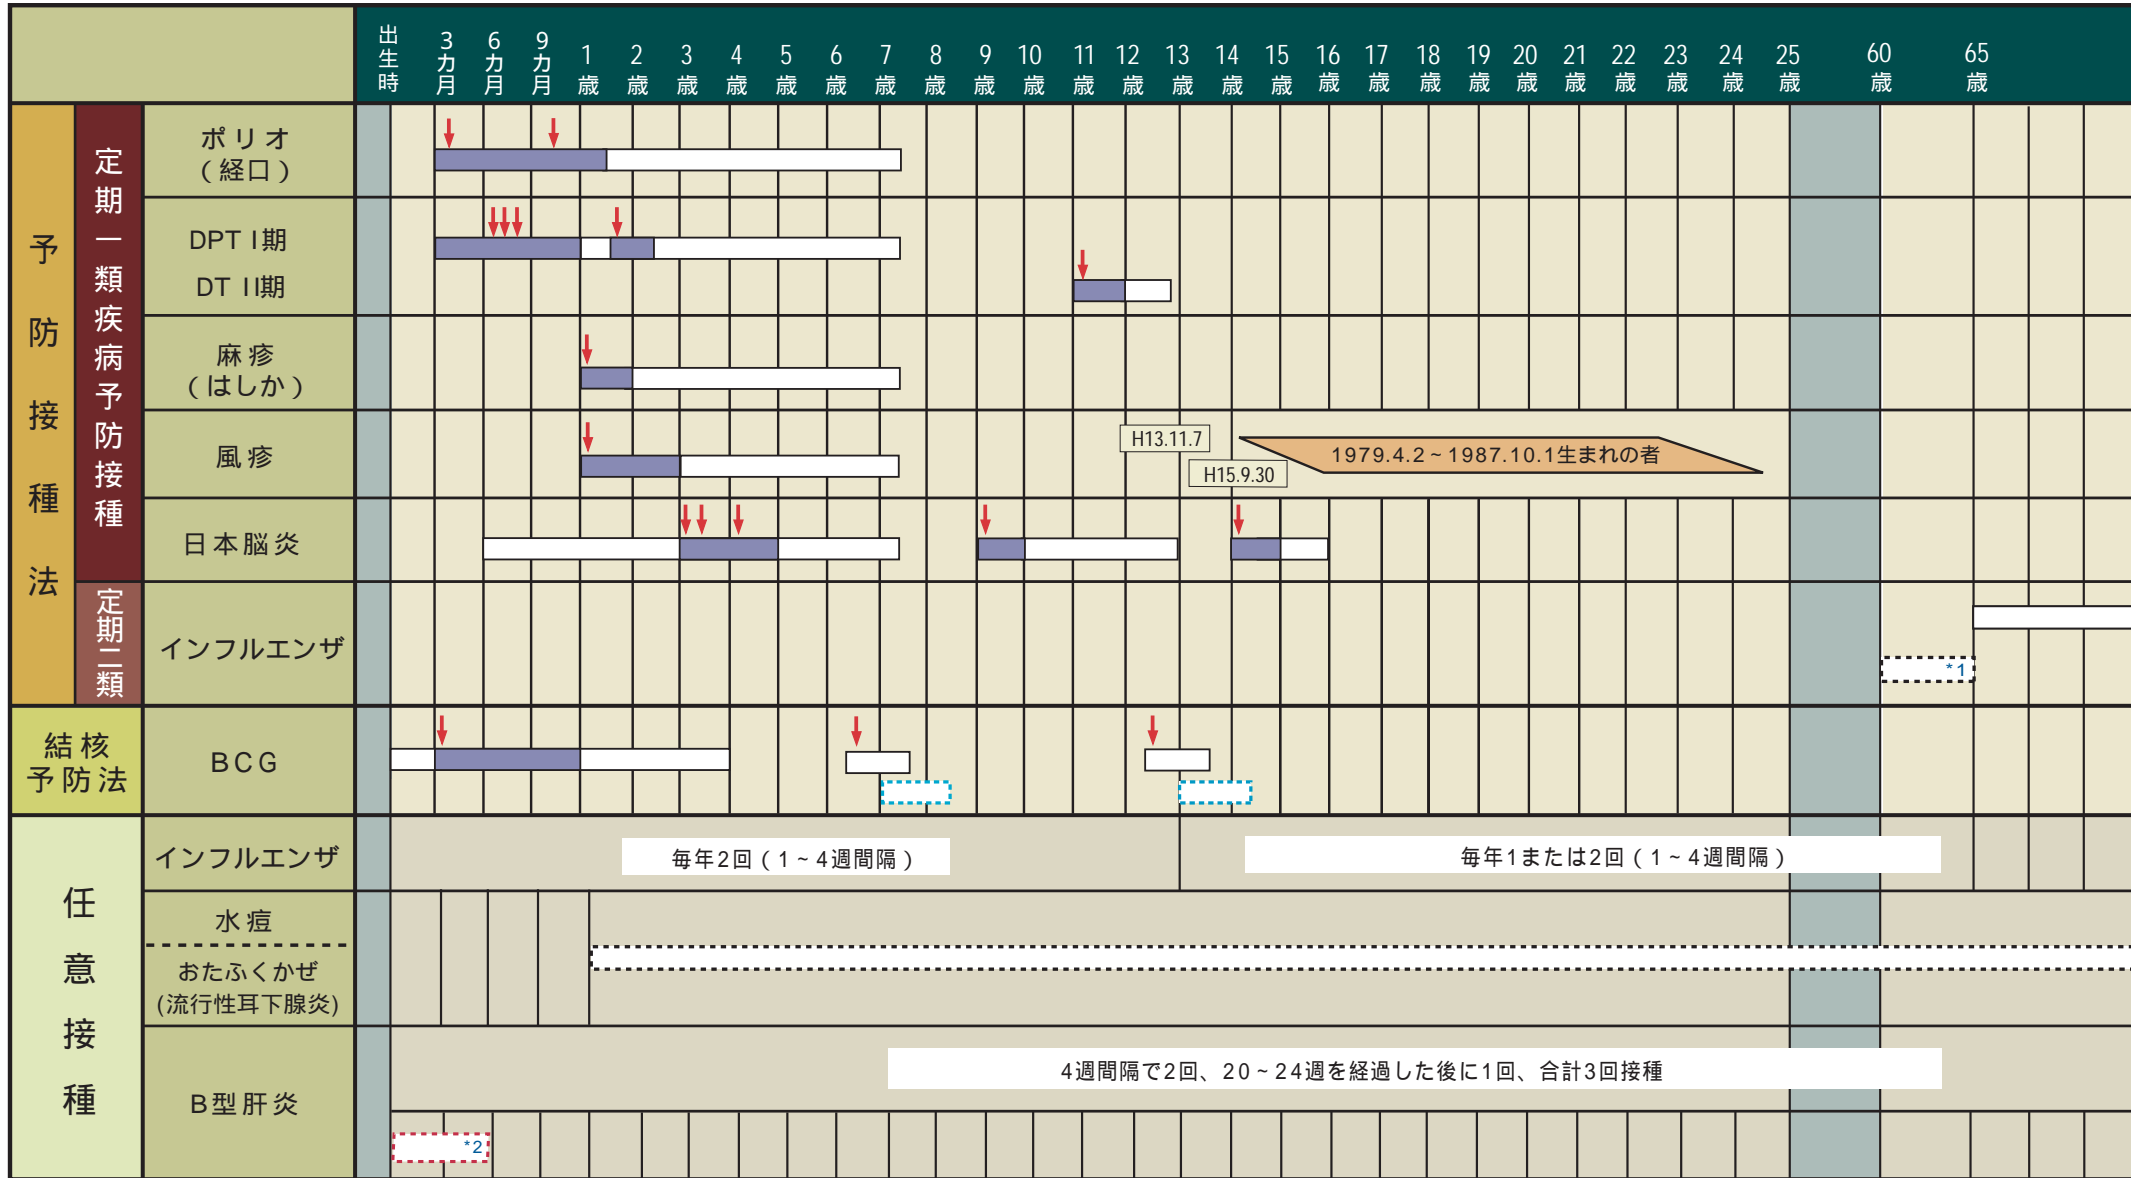 出生時
3カ月
6カ月
9カ月
1歳
2歳
3歳
4歳
5歳
6歳
7歳
8歳
9歳
10歳
11歳
12歳
13歳
14歳
15歳
16歳
17歳
18歳
19歳
20歳
21歳
22歳
23歳
24歳
25歳
60歳
65歳
予防接種法
定期一類疾病予防接種
ポリオ
(経口)
DPT I期
DT II期
麻疹
(はしか)
風疹
H13.11.7
H15.9.30
1979.4.2~1987.10.1生まれの者
日本脳炎
定期二類
インフルエンザ
*1
結核
予防法
BCG
任意接種
インフルエンザ
毎年2回(1~4週間隔)
毎年1または2回(1~4週間隔)
水痘
おたふくかぜ
(流行性耳下腺炎)
B型肝炎
4週間隔で2回、20~24週を経過した後に1回、合計3回接種
*2